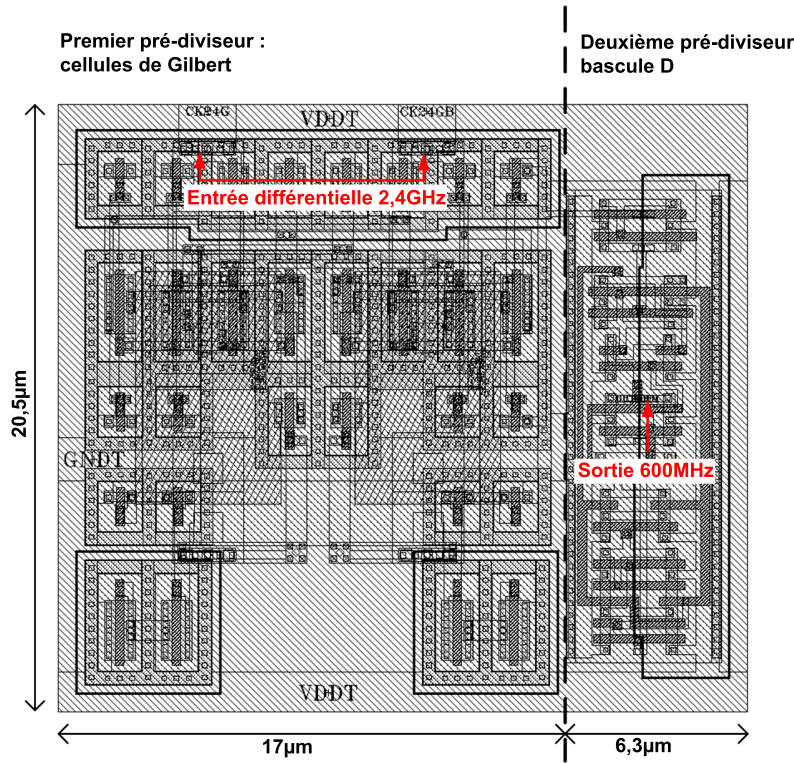 Premier pré-diviseur :
cellules de Gilbert
Deuxième pré-diviseur
bascule D
CK24G
VDDT
CK24GB
Entrée différentielle 2,4GHz
20,5µm
GNDT
Sortie 600MHz
VDDT
17µm
6,3µm